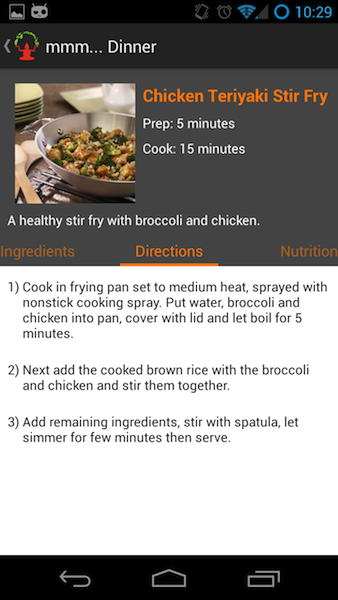 10:29
mmm... Dinner
Chicken Teriyaki Stir Fry
Prep: 5 minutes
Cook: 15 minutes
A healthy stir fry with broccoli and chicken.
Ingredients Directions Nutrition
1) Cook in frying pan set to medium heat, sprayed with
nonstick cooking spray. Put water, broccoli and
chicken into pan, cover with lid and let boil for 5
minutes.
2) Next add the cooked brown rice with the broccoli
and chicken and stir them together.
3) Add remaining ingredients, stir with spatula, let
simmer for few minutes then serve.